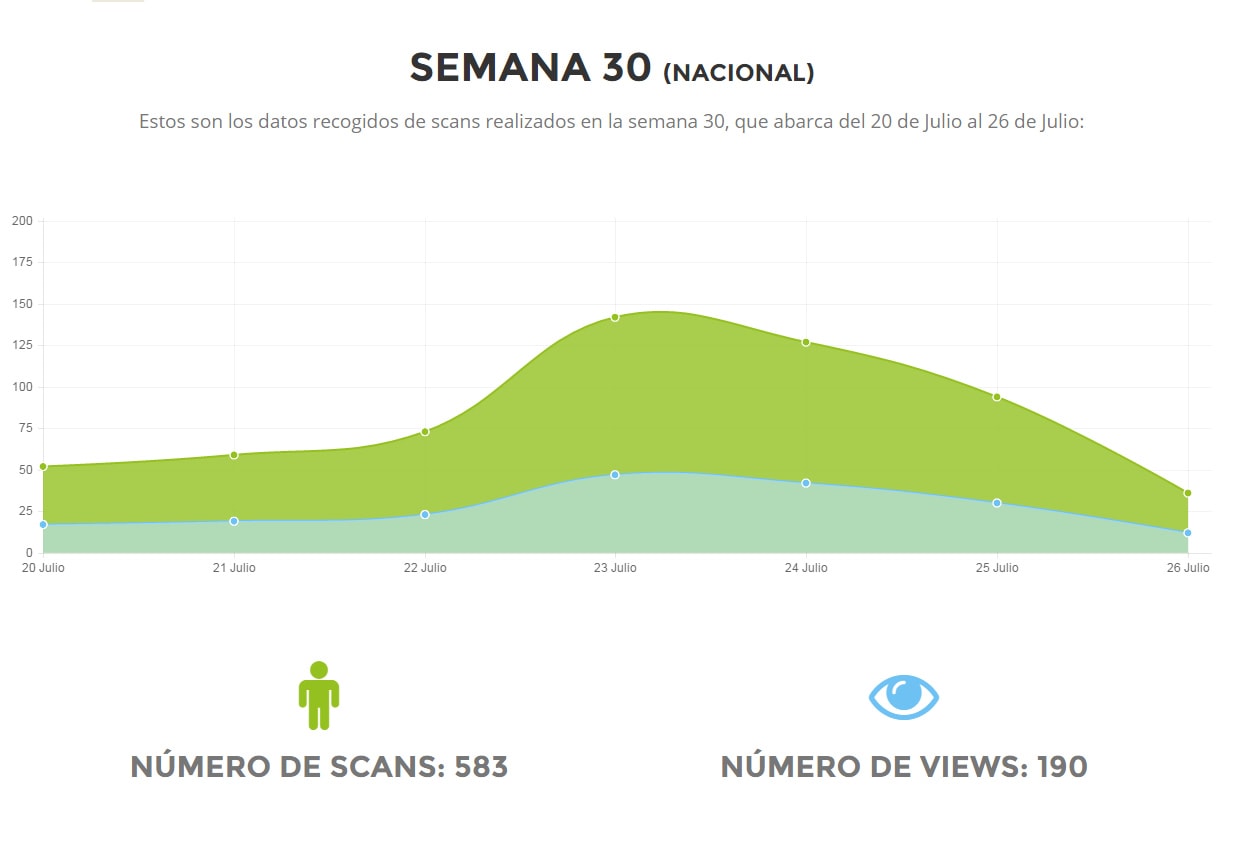 SEMANA 30 (NACIONAL)
Estos son los datos recogidos de scans realizados en la semana 30, que abarca del 20 de Julio al 26 de Julio:
200
175
150
125
100
75
50
25
0
20 Julio 21 Julio 22 Julio 23 Julio 24 Julio 25 Julio 26 Julio
NÚMERO DE SCANS: 583
NÚMERO DE VIEWS: 190